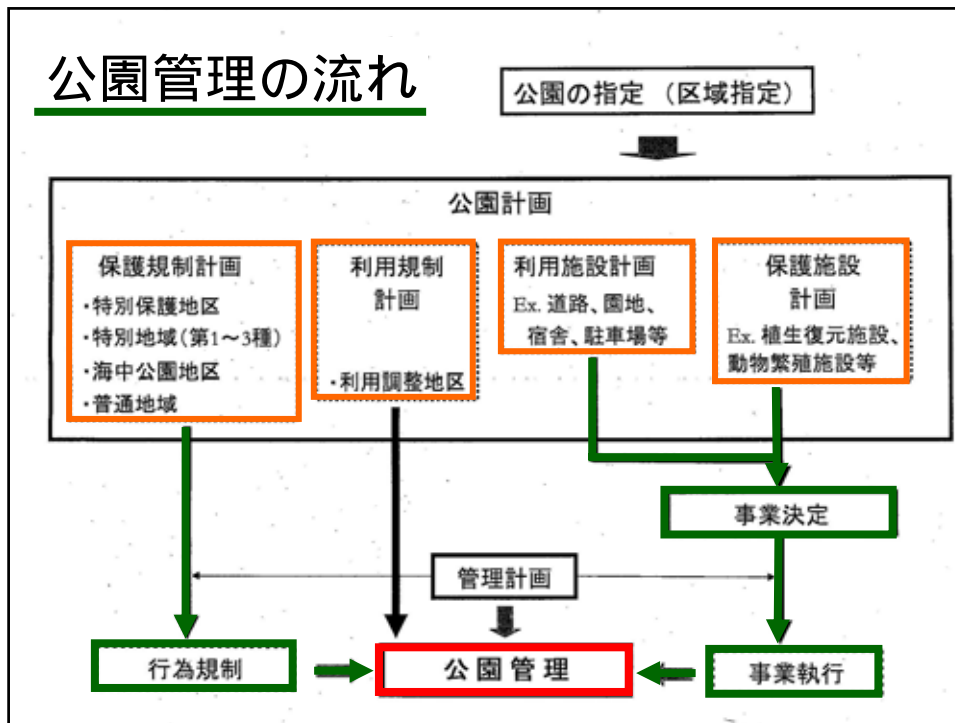 公園管理の流れ
公園の指定 （区域指定）
公園計画
保護規制計画
・特別保護地区
・特別地域（第1～3種）
・海中公園地区
・普通地域
利用規制
計画
・利用調整地区
利用施設計画
Ex. 道路、園地、
宿舎、駐車場等
保護施設
計画
Ex. 植生復元施設、
動物繁殖施設等
事業決定
管理計画
行為規制
公園管理
事業執行